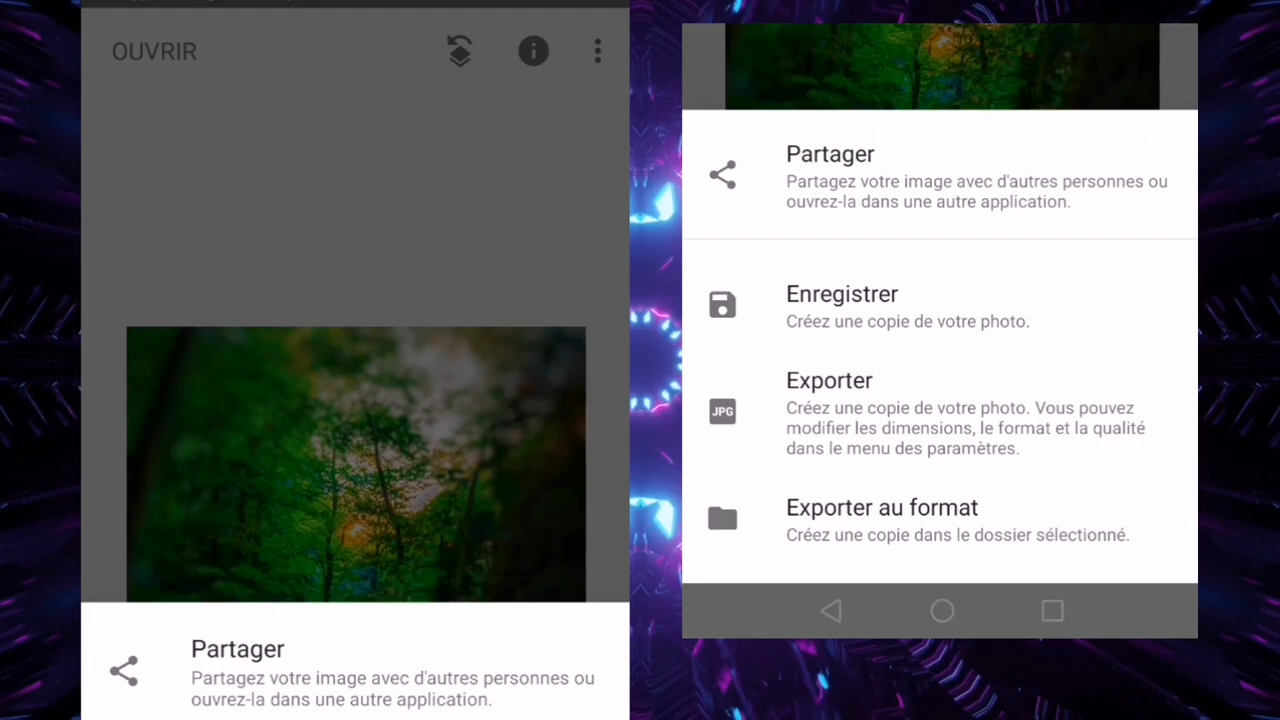 OUVRIR
Partager
Partagez votre image avec d'autres personnes ou
ouvrez-la dans une autre application.
Partager
Partagez votre image avec d'autres personnes ou
ouvrez-la dans une autre application.
Enregistrer
Créez une copie de votre photo.
Exporter
JPG
Créez une copie de votre photo. Vous pouvez
modifier les dimensions, le format et la qualité
dans le menu des paramètres.
Exporter au format
Créez une copie dans le dossier sélectionné.